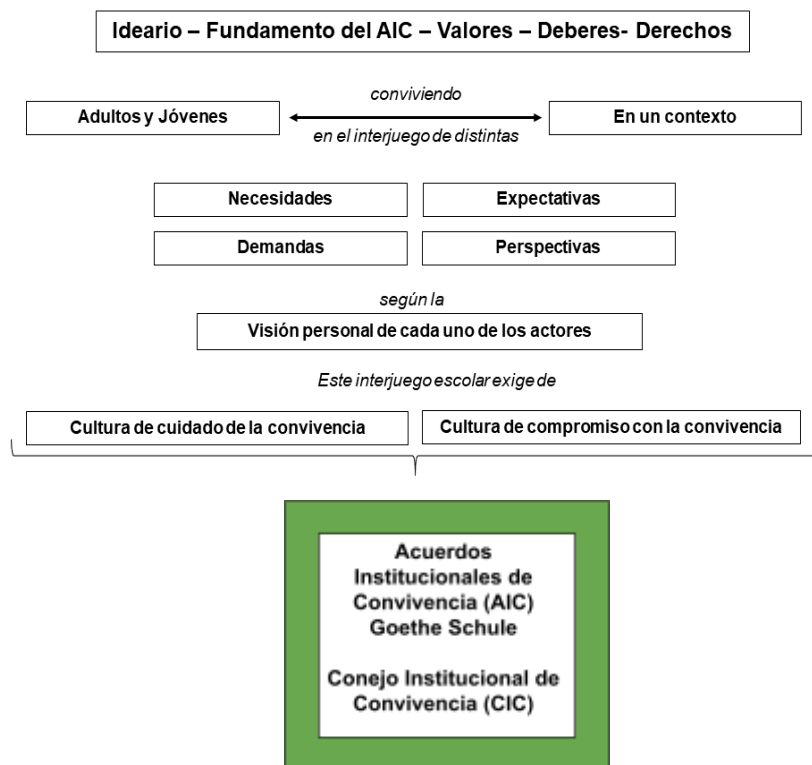 Ideario – Fundamento del AIC – Valores – Deberes- Derechos
conviviendo
Adultos y Jóvenes
En un contexto
en el interjuego de distintas
Necesidades
Expectativas
Demandas
Perspectivas
según la
Visión personal de cada uno de los actores
Este interjuego escolar exige de
Cultura de cuidado de la convivencia
Cultura de compromiso con la convivencia
Acuerdos
Institucionales de
Convivencia (AIC)
Goethe Schule
Conejo Institucional de
Convivencia (CIC)